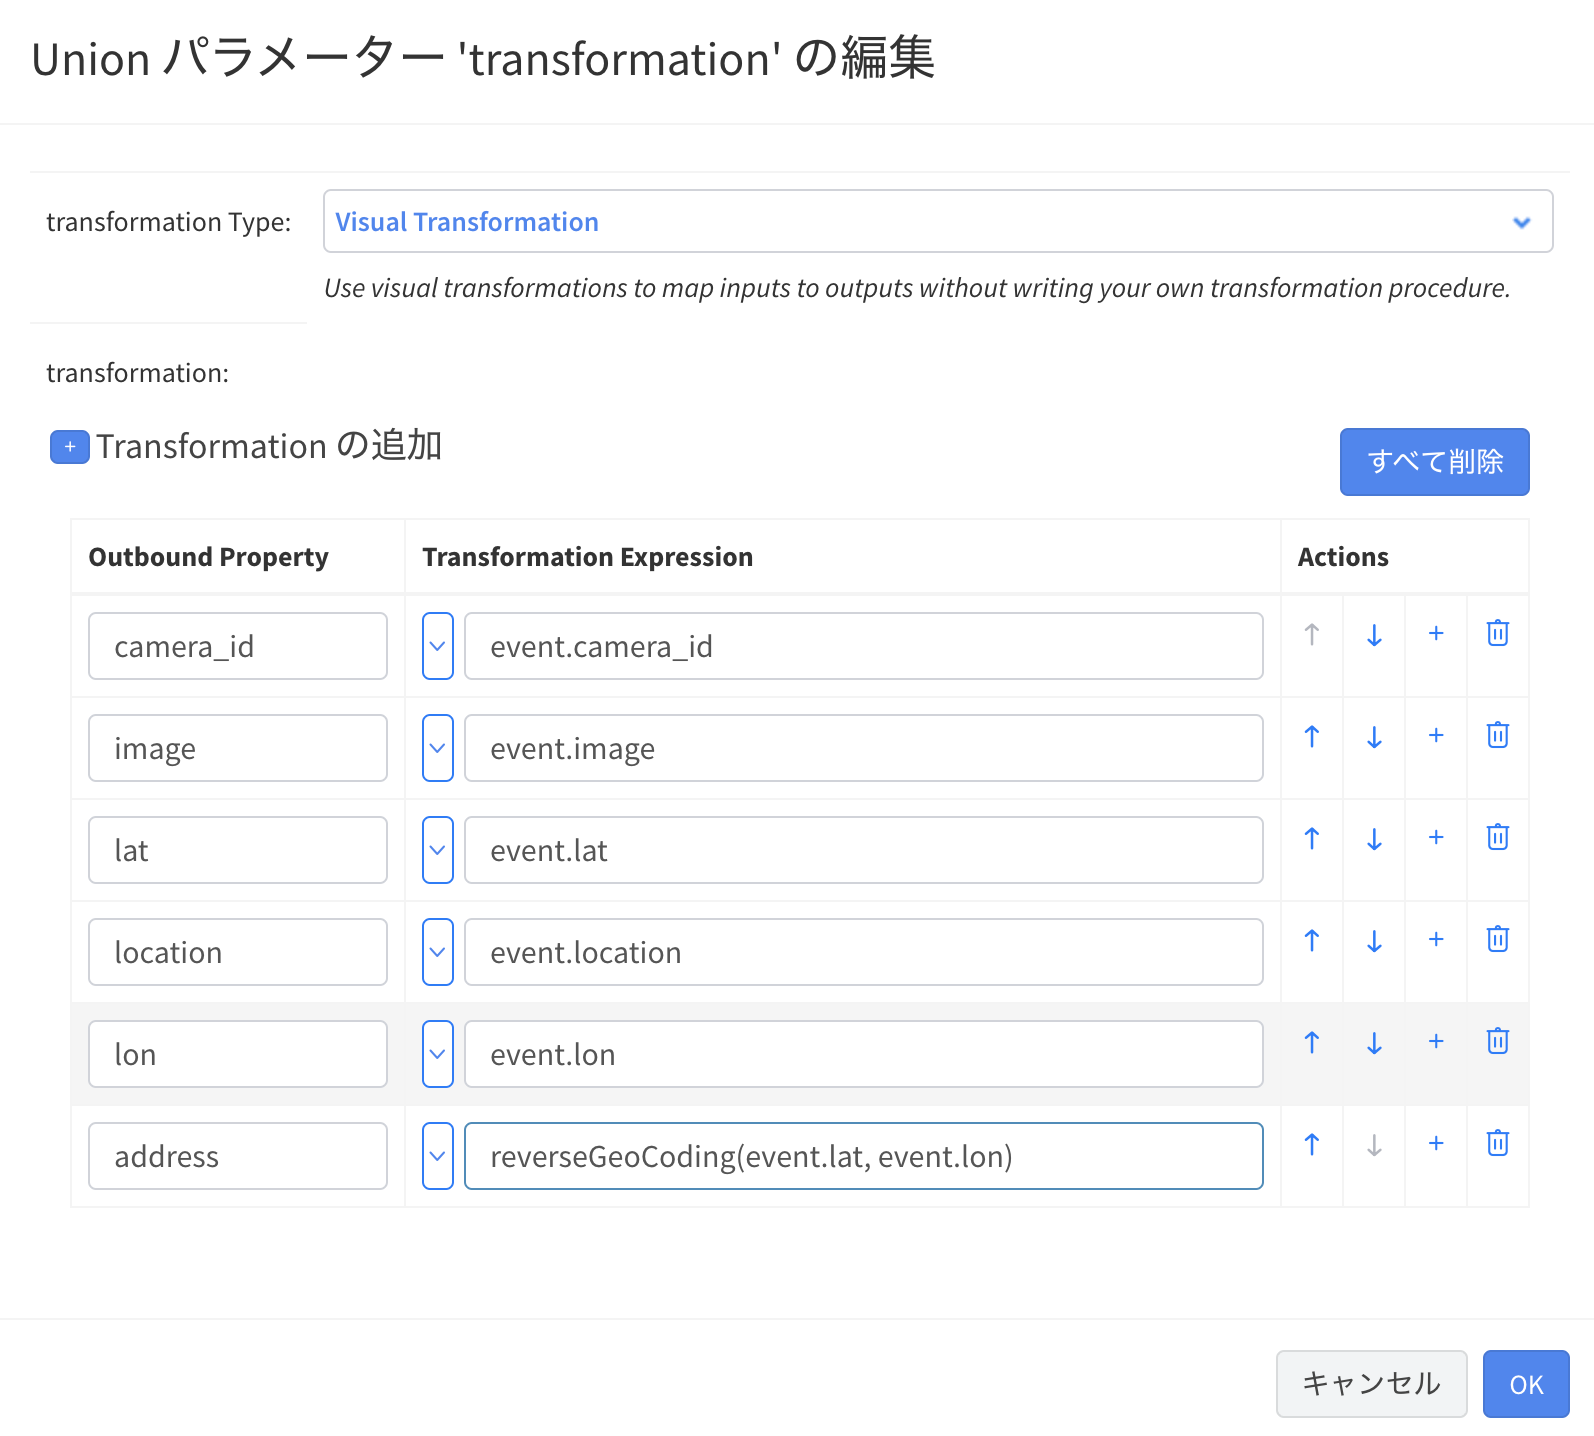 Union パラメーター 'transformation' の編集
transformation Type:
Visual Transformation
Use visual transformations to map inputs to outputs without writing your own transformation procedure.
transformation:
+ Transformation の追加
すべて削除
Outbound Property Transformation Expression Actions
camera_id event.camera_id
image event.image
lat event.lat
location event.location
lon event.lon
address reverseGeoCoding(event.lat, event.lon)
キャンセル OK